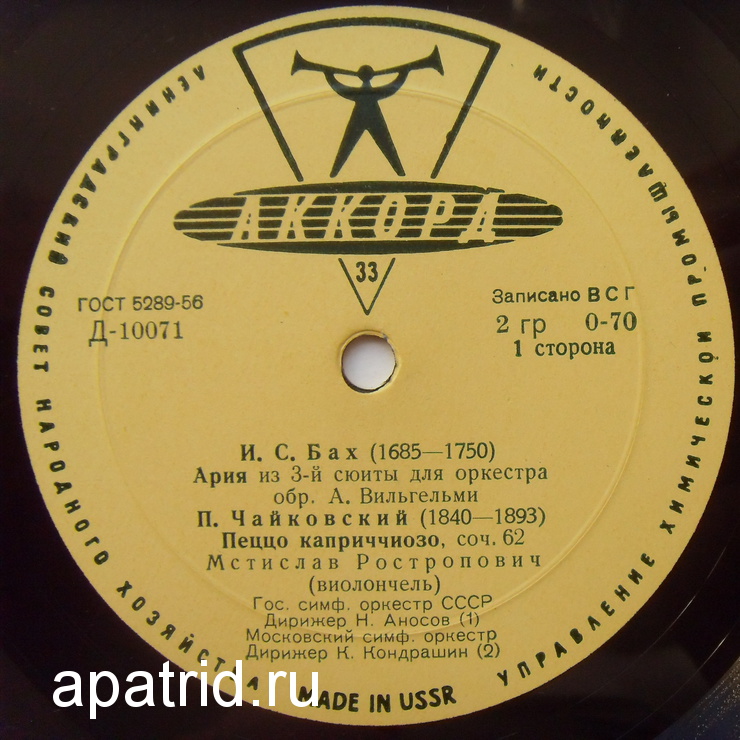 ЛЕНИНГРАДСКИЙ СОВЕТ НАРОДНОГО ХОЗЯЙСТВА
УПРАВЛЕНИЕ ХИМИЧЕСКОЙ ПРОМЫШЛЕННОСТИ
АККОРД
33
ГОСТ 5289-56
Д-10071
Записано ВСГ
2 гр 0-70
1 сторона
И. С. Бах (1685—1750)
Ария из 3-й сюиты для оркестра
обр. А. Вильгельми
П. Чайковский (1840—1893)
Пеццо каприччиозо, соч. 62
Мстислав Ростропович
(виолончель)
Гос. симф. оркестр СССР
Дирижер Н. Аносов (1)
Московский симф. оркестр
Дирижер К. Кондрашин (2)
MADE IN USSR
apatrid.ru